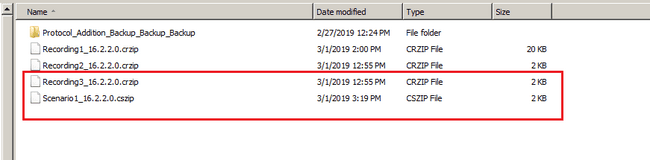 Name Date modified Type Size
Protocol_Addition_Backup_Backup_Backup 2/27/2019 12:24 PM File folder
Recording1_16.2.2.0.crzip 3/1/2019 2:00 PM CRZIP File 20 KB
Recording2_16.2.2.0.crzip 3/1/2019 12:55 PM CRZIP File 2 KB
Recording3_16.2.2.0.crzip 3/1/2019 12:55 PM CRZIP File 2 KB
Scenario1_16.2.2.0.cszip 3/1/2019 3:19 PM CSZIP File 2 KB